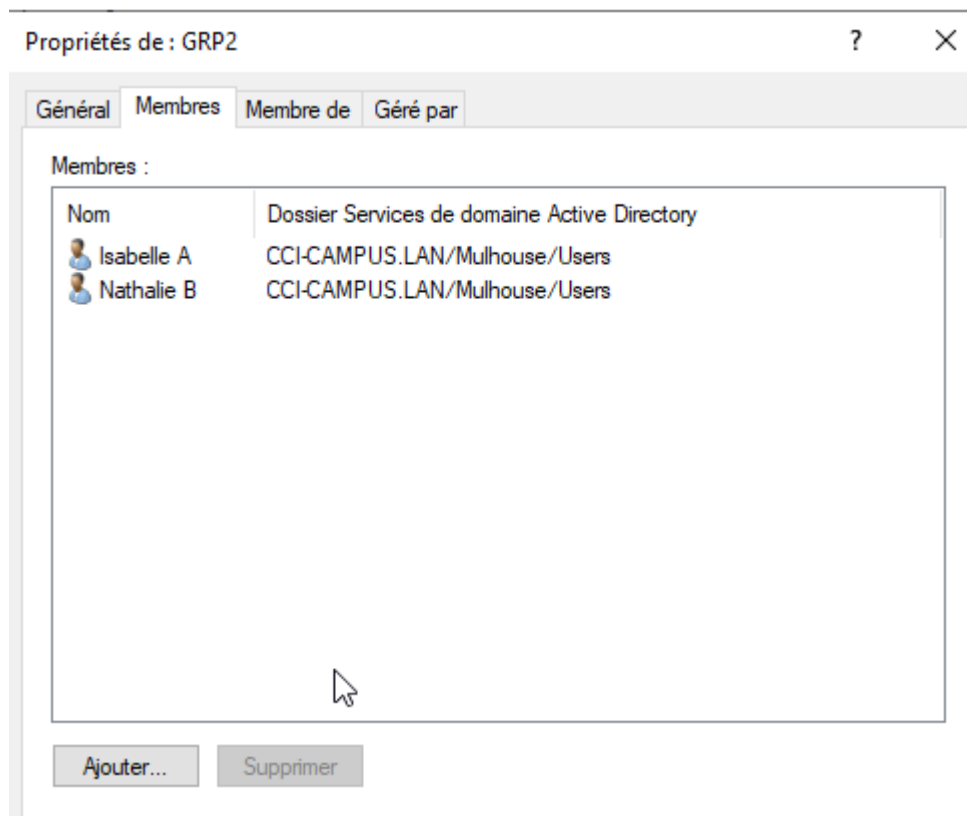 Propriétés de : GRP2 ? ✕
Général Membres Membre de Géré par
Membres :
Nom Dossier Services de domaine Active Directory
Isabelle A CCI-CAMPUS.LAN/Mulhouse/Users
Nathalie B CCI-CAMPUS.LAN/Mulhouse/Users
Ajouter... Supprimer